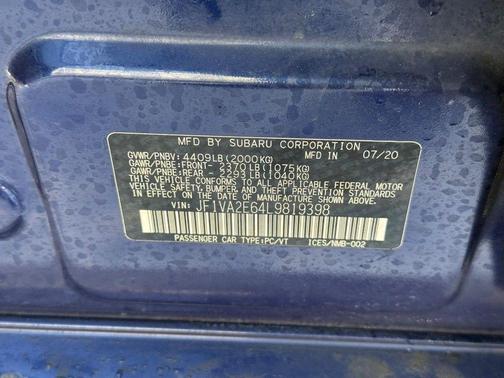 MFD BY SUBARU CORPORATION
GVWR/PNBV: 4409LB(2000KG) MFD IN 07/20
GAWR/PNBE:FRONT- 2370LB(1075KG)
GAWR/PNBE:REAR - 2293LB(1040KG)
THIS VEHICLE CONFORMS TO ALL APPLICABLE FEDERAL MOTOR
VEHICLE SAFETY, BUMPER, AND THEFT PREVENTION STANDARDS
IN EFFECT ON THE DATE OF MANUFACTURE SHOWN ABOVE.
VIN: JF1VA2E64L9819398
PASSENGER CAR TYPE:PC/VT ICES/NMB-002